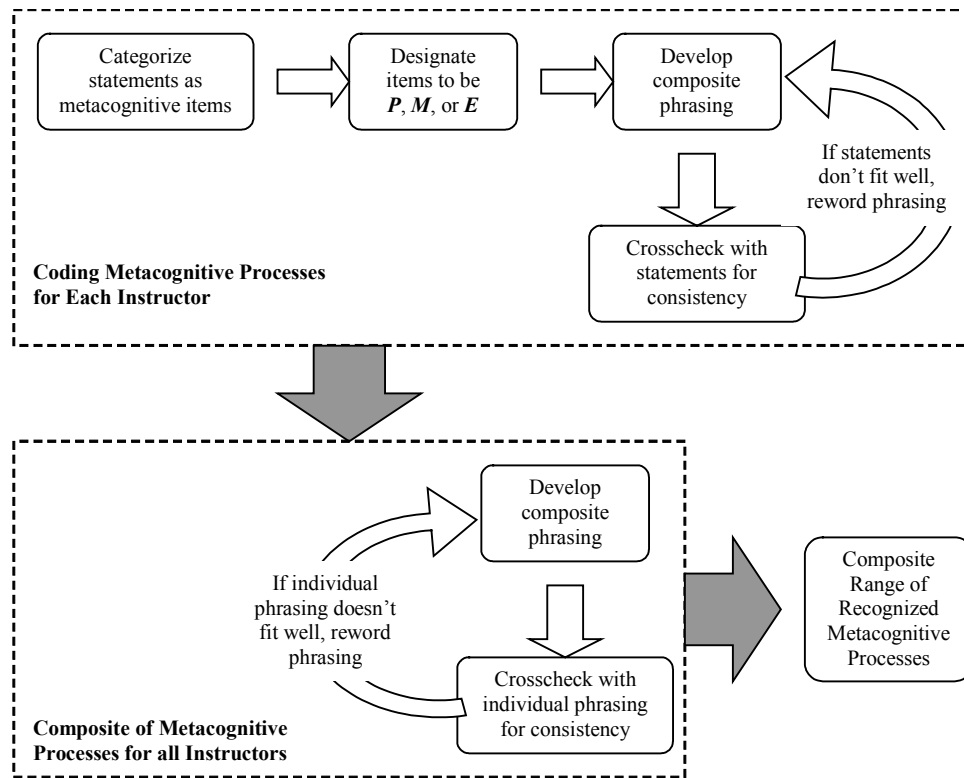 Categorize
statements as
metacognitive items
Designate
items to be
P, M, or E
Develop
composite
phrasing
If statements
don't fit well,
reword phrasing
Crosscheck with
statements for
consistency
Coding Metacognitive Processes
for Each Instructor
Develop
composite
phrasing
If individual
phrasing doesn't
fit well, reword
phrasing
Crosscheck with
individual phrasing
for consistency
Composite of Metacognitive
Processes for all Instructors
Composite
Range of
Recognized
Metacognitive
Processes